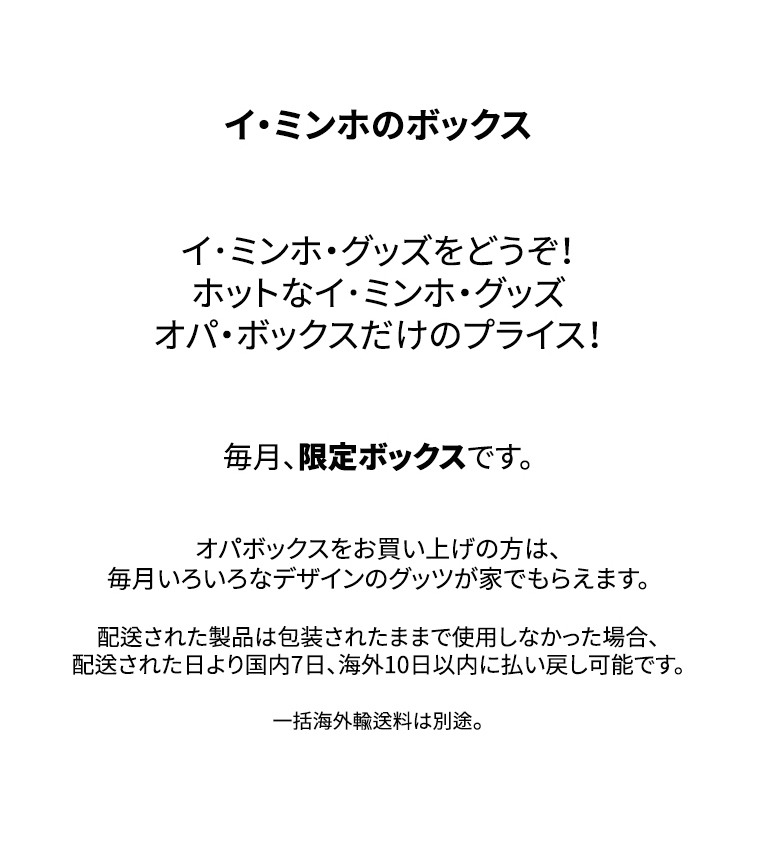 イ・ミンホのボックス
イ・ミンホ・グッズをどうぞ！
ホットなイ・ミンホ・グッズ
オパ・ボックスだけのプライス！
毎月、限定ボックスです。
オパボックスをお買い上げの方は、
毎月いろいろなデザインのグッツが家でもらえます。
配送された製品は包装されたままで使用しなかった場合、
配送された日より国内7日、海外10日以内に払い戻し可能です。
一括海外輸送料は別途。